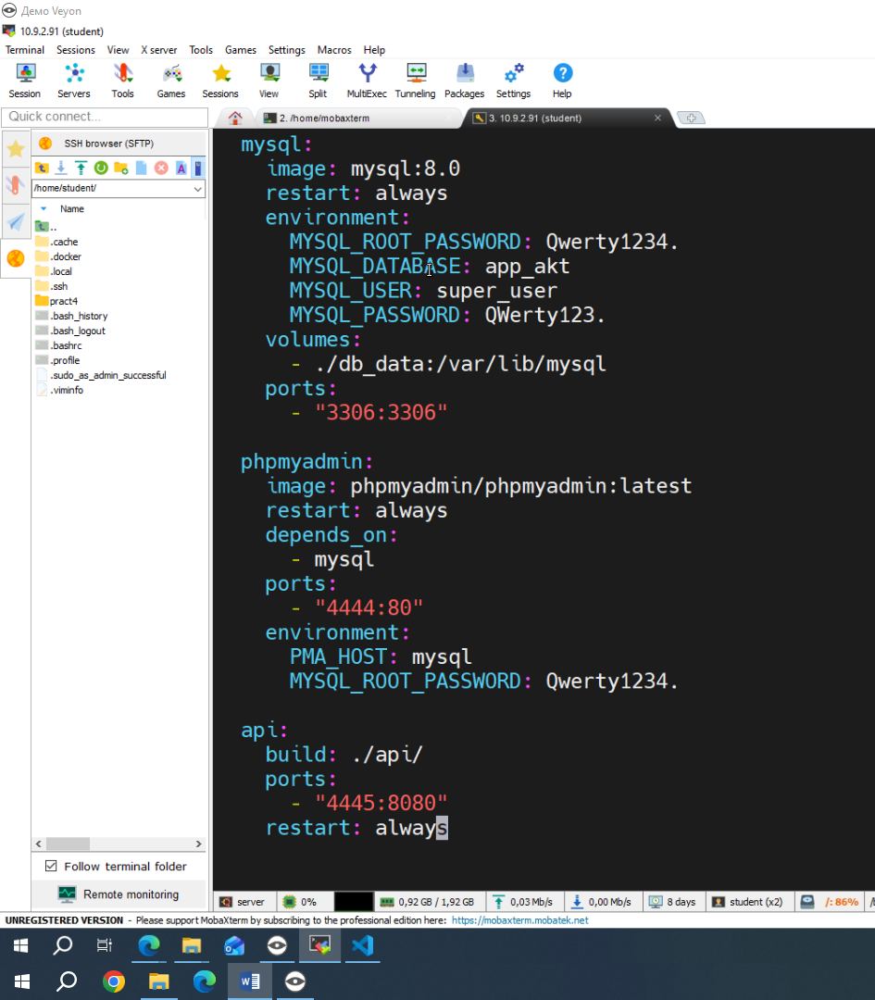 Демо Veyon
10.9.2.91 (student)
Terminal Sessions View X server Tools Games Settings Macros Help
Session Servers Tools Games Sessions View Split MultiExec Tunneling Packages Settings Help
Quick connect...
2. /home/mobaxterm
3. 10.9.2.91 (student)
SSH browser (SFTP)
/home/student/
Name
..
.cache
.docker
.local
.ssh
pract4
.bash_history
.bash_logout
.bashrc
.profile
.sudo_as_admin_successful
.viminfo
Follow terminal folder
Remote monitoring
mysql:
image: mysql:8.0
restart: always
environment:
MYSQL_ROOT_PASSWORD: Qwerty1234.
MYSQL_DATABASE: app_akt
MYSQL_USER: super_user
MYSQL_PASSWORD: QWerty123.
volumes:
- ./db_data:/var/lib/mysql
ports:
- "3306:3306"
phpmyadmin:
image: phpmyadmin/phpmyadmin:latest
restart: always
depends_on:
- mysql
ports:
- "4444:80"
environment:
PMA_HOST: mysql
MYSQL_ROOT_PASSWORD: Qwerty1234.
api:
build: ./api/
ports:
- "4445:8080"
restart: always
server 0% 0,92 GB / 1,92 GB 0,03 Mb/s 0,00 Mb/s 8 days student (x2) /: 86%
UNREGISTERED VERSION - Please support MobaXterm by subscribing to the professional edition here: https://mobaxterm.mobatek.net